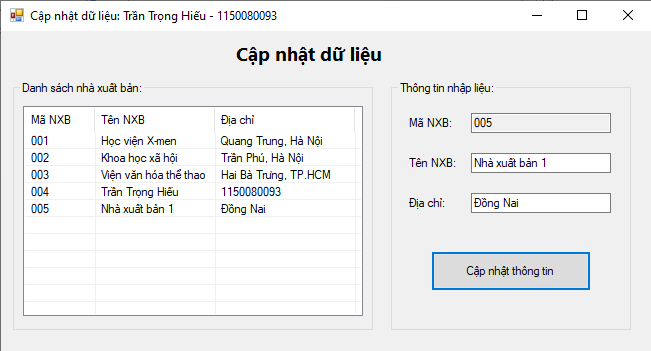 Cập nhật dữ liệu: Trần Trọng Hiếu - 1150080093
Cập nhật dữ liệu
Danh sách nhà xuất bản:
Mã NXB Tên NXB Địa chỉ
001 Học viện X-men Quang Trung, Hà Nội
002 Khoa học xã hội Trần Phú, Hà Nội
003 Viện văn hóa thể thao Hai Bà Trưng, TP.HCM
004 Trần Trọng Hiếu 1150080093
005 Nhà xuất bản 1 Đồng Nai
Thông tin nhập liệu:
Mã NXB: 005
Tên NXB: Nhà xuất bản 1
Địa chỉ: Đồng Nai
Cập nhật thông tin